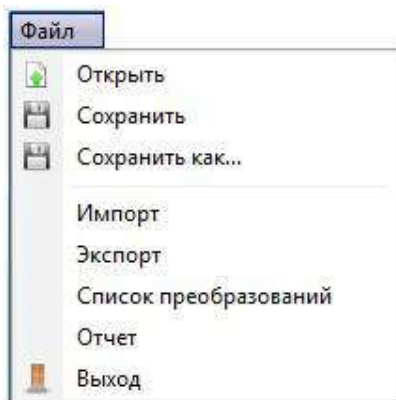 Файл
Открыть
Сохранить
Сохранить как...
Импорт
Экспорт
Список преобразований
Отчет
Выход